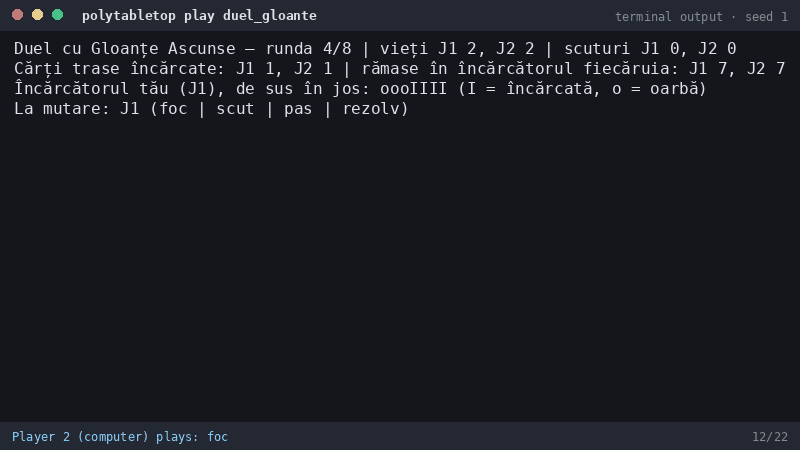 polytabletop play duel_gloante
terminal output · seed 1
Duel cu Gloanțe Ascunse — runda 4/8 | vieți J1 2, J2 2 | scuturi J1 0, J2 0
Cărți trase încărcate: J1 1, J2 1 | rămase în încărcătorul fiecăruia: J1 7, J2 7
Încărcătorul tău (J1), de sus în jos: oooIIII (I = încărcată, o = oarbă)
La mutare: J1 (foc | scut | pas | rezolv)
Player 2 (computer) plays: foc
12/22